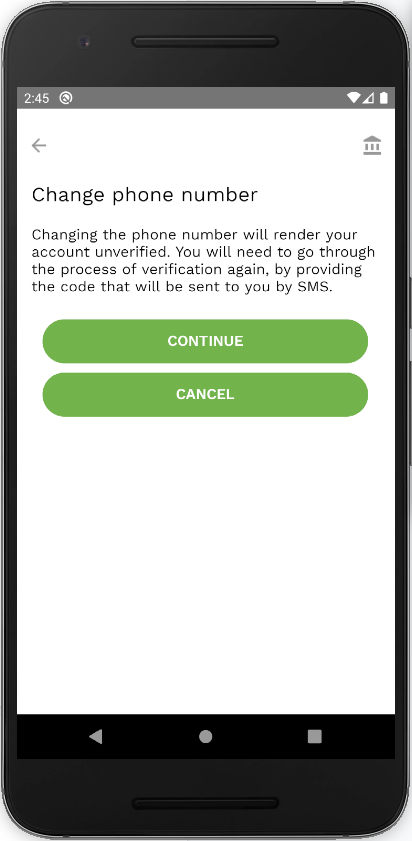 2:45
Change phone number
Changing the phone number will render your
account unverified. You will need to go through
the process of verification again, by providing
the code that will be sent to you by SMS.
CONTINUE
CANCEL